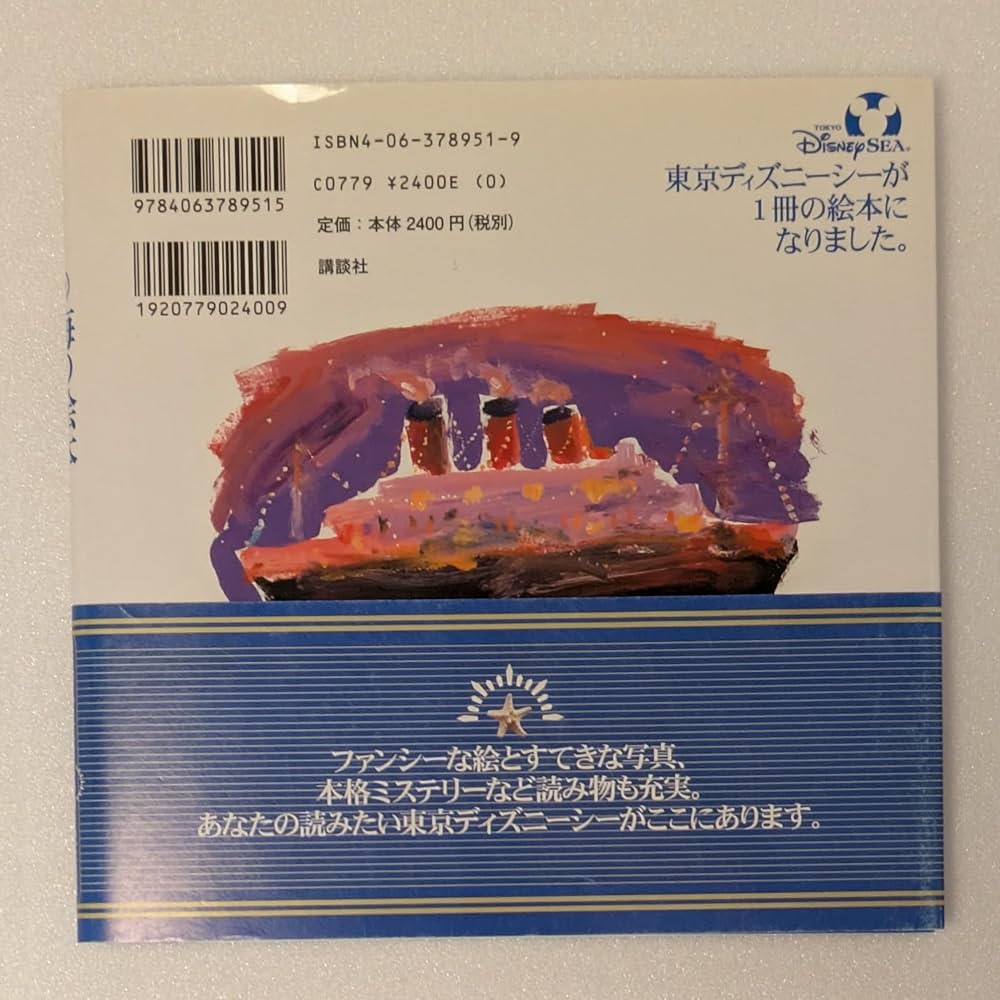 ISBN4-06-378951-9
C0779 ¥2400E (0)
9784063789515
定価：本体2400円（税別）
講談社
1920779024009
TOKYO
DISNEYSEA®
東京ディズニーシーが
1冊の絵本に
なりました。
ファンシーな絵とすてきな写真、
本格ミステリーなど読み物も充実。
あなたの読みたい東京ディズニーシーがここにあります。